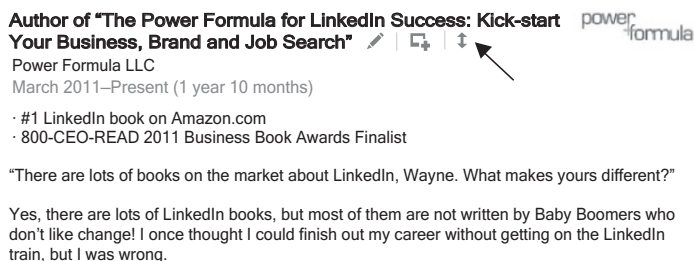 Author of “The Power Formula for LinkedIn Success: Kick-start
Your Business, Brand and Job Search”
power
formula
Power Formula LLC
March 2011–Present (1 year 10 months)
· #1 LinkedIn book on Amazon.com
· 800-CEO-READ 2011 Business Book Awards Finalist
“There are lots of books on the market about LinkedIn, Wayne. What makes yours different?”
Yes, there are lots of LinkedIn books, but most of them are not written by Baby Boomers who
don’t like change! I once thought I could finish out my career without getting on the LinkedIn
train, but I was wrong.